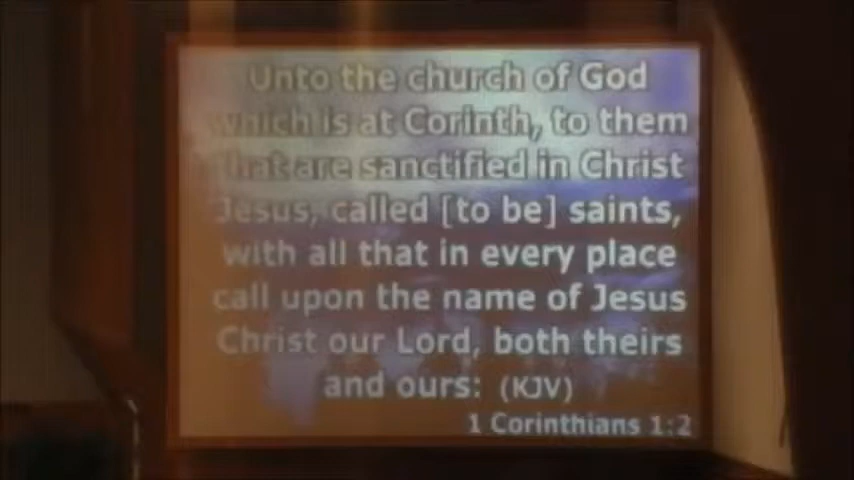 Unto the church of God
which is at Corinth, to them
that are sanctified in Christ
Jesus, called [to be] saints,
with all that in every place
call upon the name of Jesus
Christ our Lord, both theirs
and ours: (KJV)
1 Corinthians 1:2